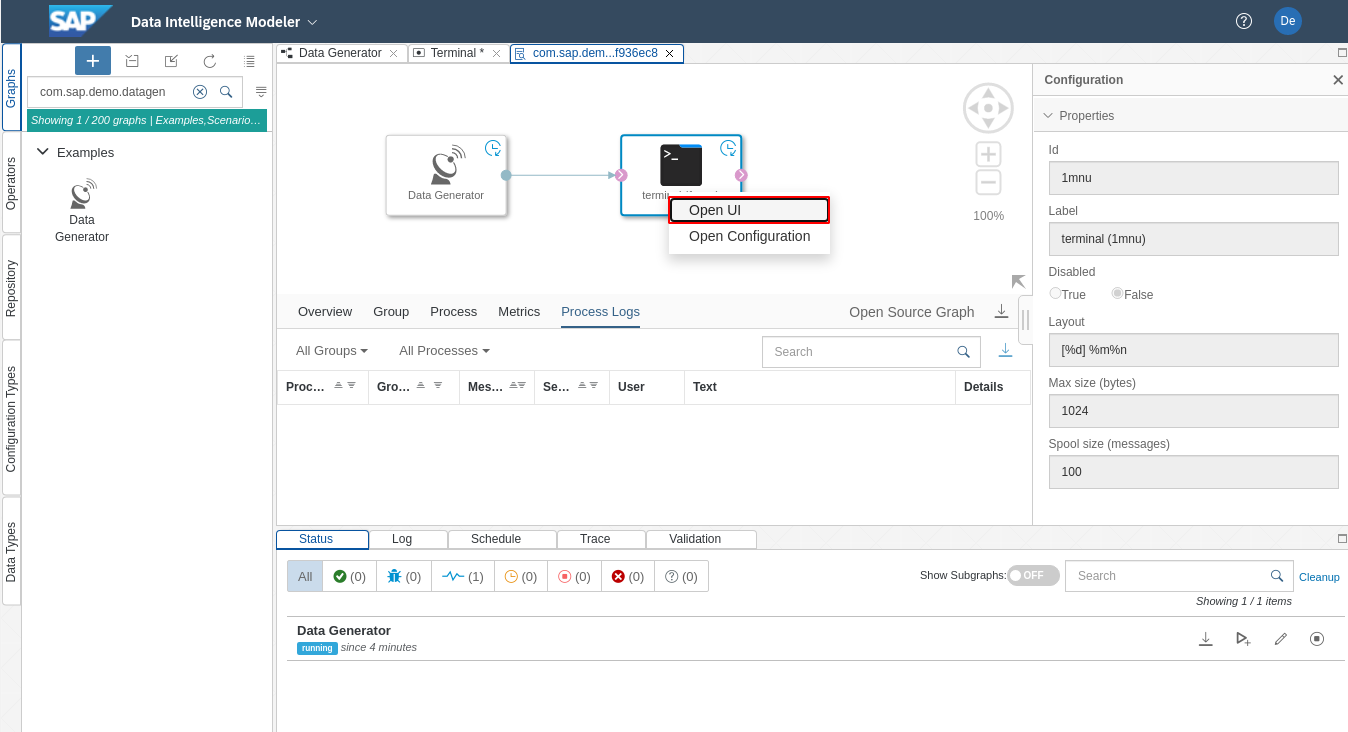 SAP
Data Intelligence Modeler
?
De
Graphs
Operators
Repository
Configuration Types
Data Types
+
com.sap.demo.datagen
Showing 1 / 200 graphs | Examples,Scenario…
Examples
Data
Generator
Data Generator
Terminal *
com.sap.dem...f936ec8
Data Generator
>_
Open UI
Open Configuration
100%
Overview
Group
Process
Metrics
Process Logs
Open Source Graph
All Groups
All Processes
Search
Proc…
Gro…
Mes…
Se…
User
Text
Details
Configuration
Properties
Id
1mnu
Label
terminal (1mnu)
Disabled
True
False
Layout
[%d] %m%n
Max size (bytes)
1024
Spool size (messages)
100
Status
Log
Schedule
Trace
Validation
All
(0)
(0)
(1)
(0)
(0)
(0)
(0)
Show Subgraphs:
OFF
Search
Cleanup
Showing 1 / 1 items
Data Generator
running since 4 minutes